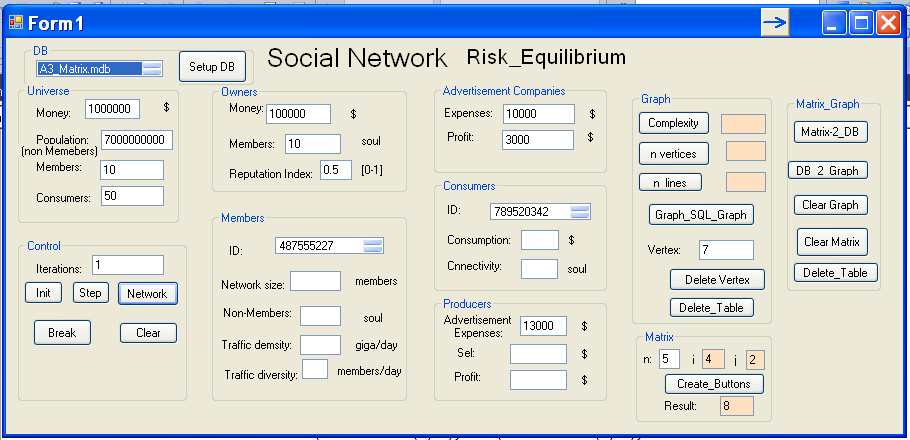 Form1
DB
A3_Matrix.mdb
Setup DB
Social Network Risk_Equilibrium
Universe
Money: 1000000 $
Population: 7000000000
(non Memebers)
Members: 10
Consumers: 50
Control
Iterations: 1
Init Step Network
Break Clear
Owners
Money: 100000 $
Members: 10 soul
Reputation Index: 0.5 [0-1]
Members
ID: 487555227
Network size: members
Non-Members: soul
Traffic demsity: giga/day
Traffic diversity: members/day
Advertisement Companies
Expenses: 10000 $
Profit: 3000 $
Consumers
ID: 789520342
Consumption: $
Cnnectivity: soul
Producers
Advertisement
Expenses: 13000 $
Sel: $
Profit: $
Graph
Complexity
n vertices
n lines
Graph_SQL_Graph
Vertex: 7
Delete Vertex
Delete_Table
Matrix
n: 5 i 4 j 2
Create_Buttons
Result: 8
Matrix_Graph
Matrix-2_DB
DB 2 Graph
Clear Graph
Clear Matrix
Delete_Table